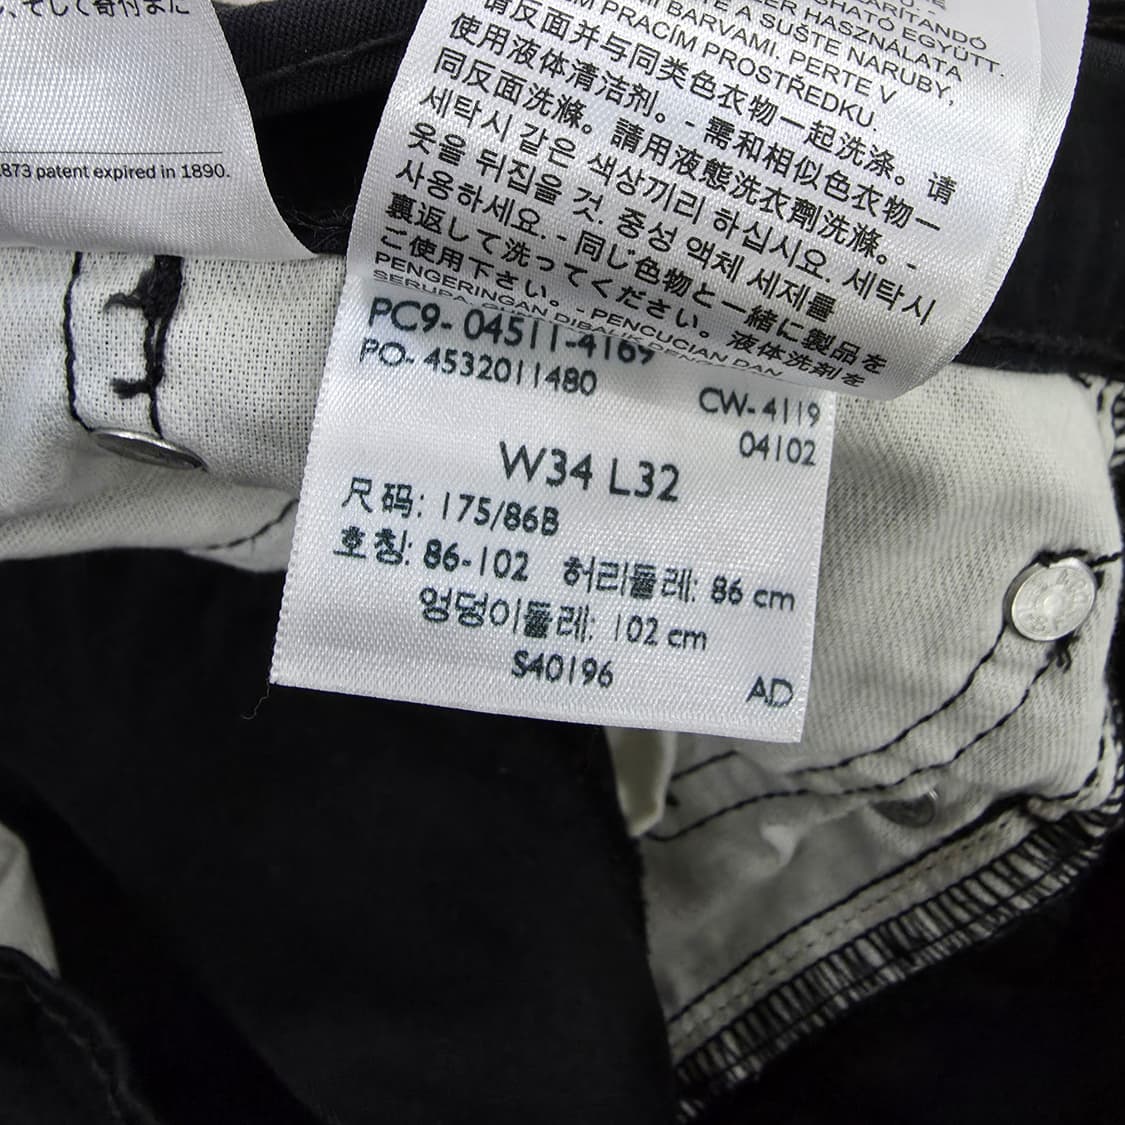 、そして寄付また
1873 patent expired in 1890.
HASZNÁLATA
MI BARVAMI. PERTE V
M PRACÍM PROSTŘEDKU.
请反面并与同类色衣物一起洗涤。请
使用液体清洁剂。- 需和相似色衣物一
同反面洗滌。請用液態洗衣劑洗滌。-
세탁시 같은 색상끼리 하십시오. 세탁시
옷을 뒤집을 것. 중성 액체 세제를
사용하세요. - 同じ色物と一緒に製品を
裏返して洗ってください。液体洗剤を
ご使用下さい。- PENCUCIAN DAN
PENGERINGAN
PC9- 04511-4169
PO- 4532011480
CW- 4119
04102
W34 L32
尺码: 175/86B
호칭: 86-102 허리둘레: 86 cm
엉덩이둘레: 102 cm
S40196
AD